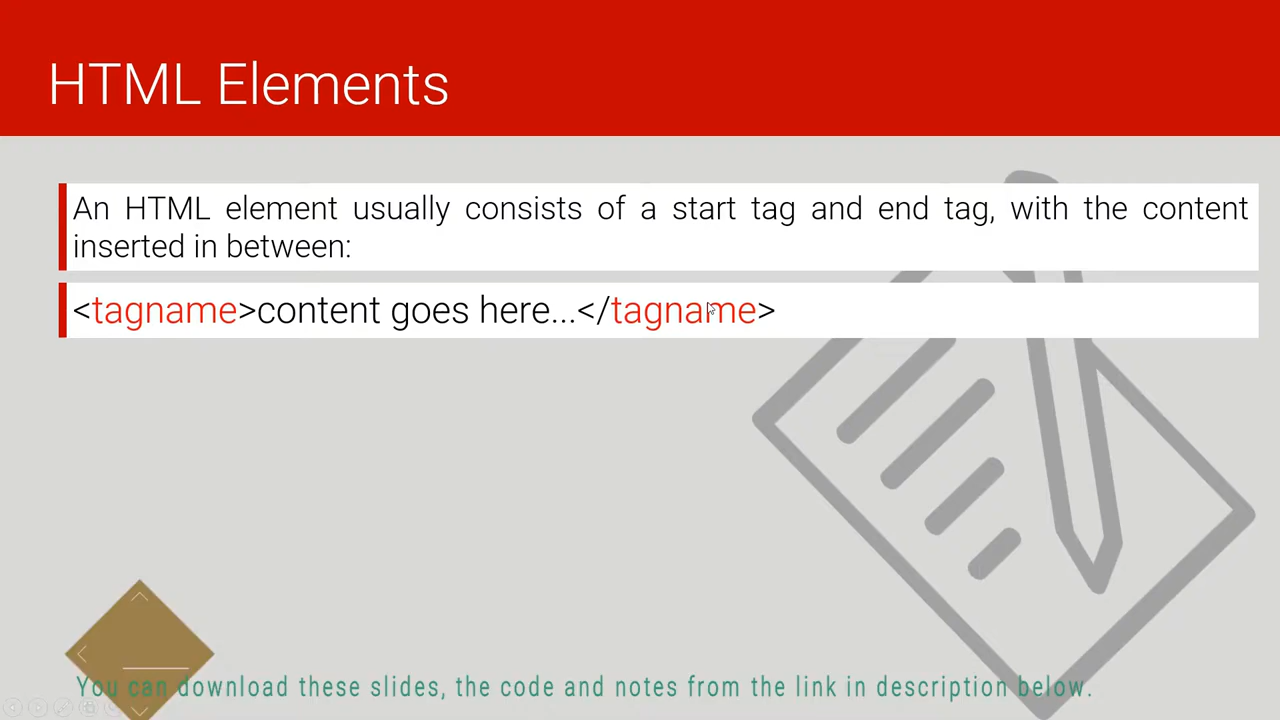 HTML Elements
An HTML element usually consists of a start tag and end tag, with the content
inserted in between:
<tagname>content goes here...</tagname>
You can download these slides, the code and notes from the link in description below.